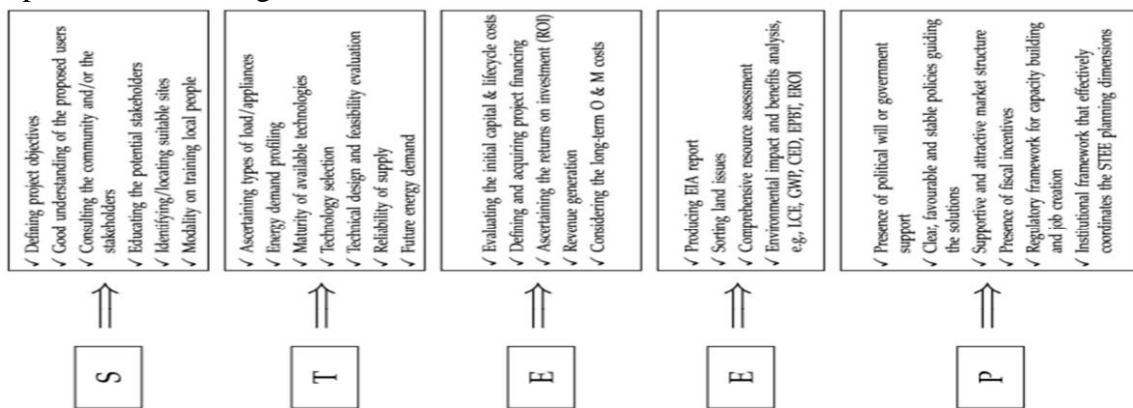 S
✓ Defining project objectives
✓ Good understanding of the proposed users
✓ Consulting the community and/or the
stakeholders
✓ Educating the potential stakeholders
✓ Identifying/locating suitable sites
✓ Modality on training local people
T
✓ Ascertaining types of load/appliances
✓ Energy demand profiling
✓ Maturity of available technologies
✓ Technology selection
✓ Technical design and feasibility evaluation
✓ Reliability of supply
✓ Future energy demand
E
✓ Evaluating the initial capital & lifecycle costs
✓ Defining and acquiring project financing
✓ Ascertaining the returns on investment (ROI)
✓ Revenue generation
✓ Considering the long-term O & M costs
E
✓ Producing EIA report
✓ Sorting land issues
✓ Comprehensive resource assessment
✓ Environmental impact and benefits analysis,
e.g., LCE, GWP, CED, EPBT, EROI
P
✓ Presence of political will or government
support
✓ Clear, favourable and stable policies guiding
the solutions
✓ Supportive and attractive market structure
✓ Presence of fiscal incentives
✓ Regulatory framework for capacity building
and job creation
✓ Institutional framework that effectively
coordinates the STEE planning dimensions